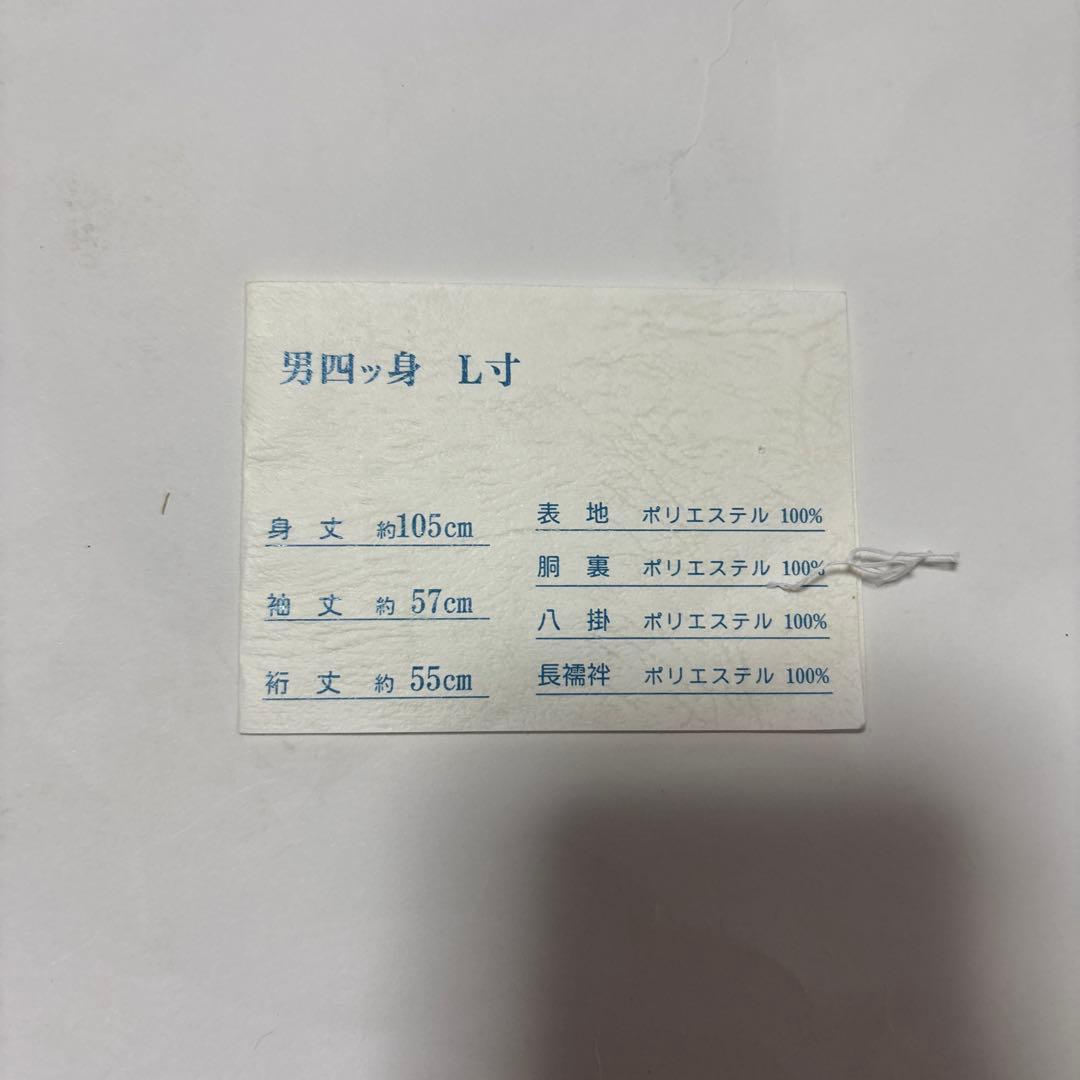 男四ッ身 L寸
身丈 約105cm
袖丈 約 57cm
裄丈 約 55cm
表地 ポリエステル 100%
胴裏 ポリエステル 100%
八掛 ポリエステル 100%
長襦袢 ポリエステル 100%